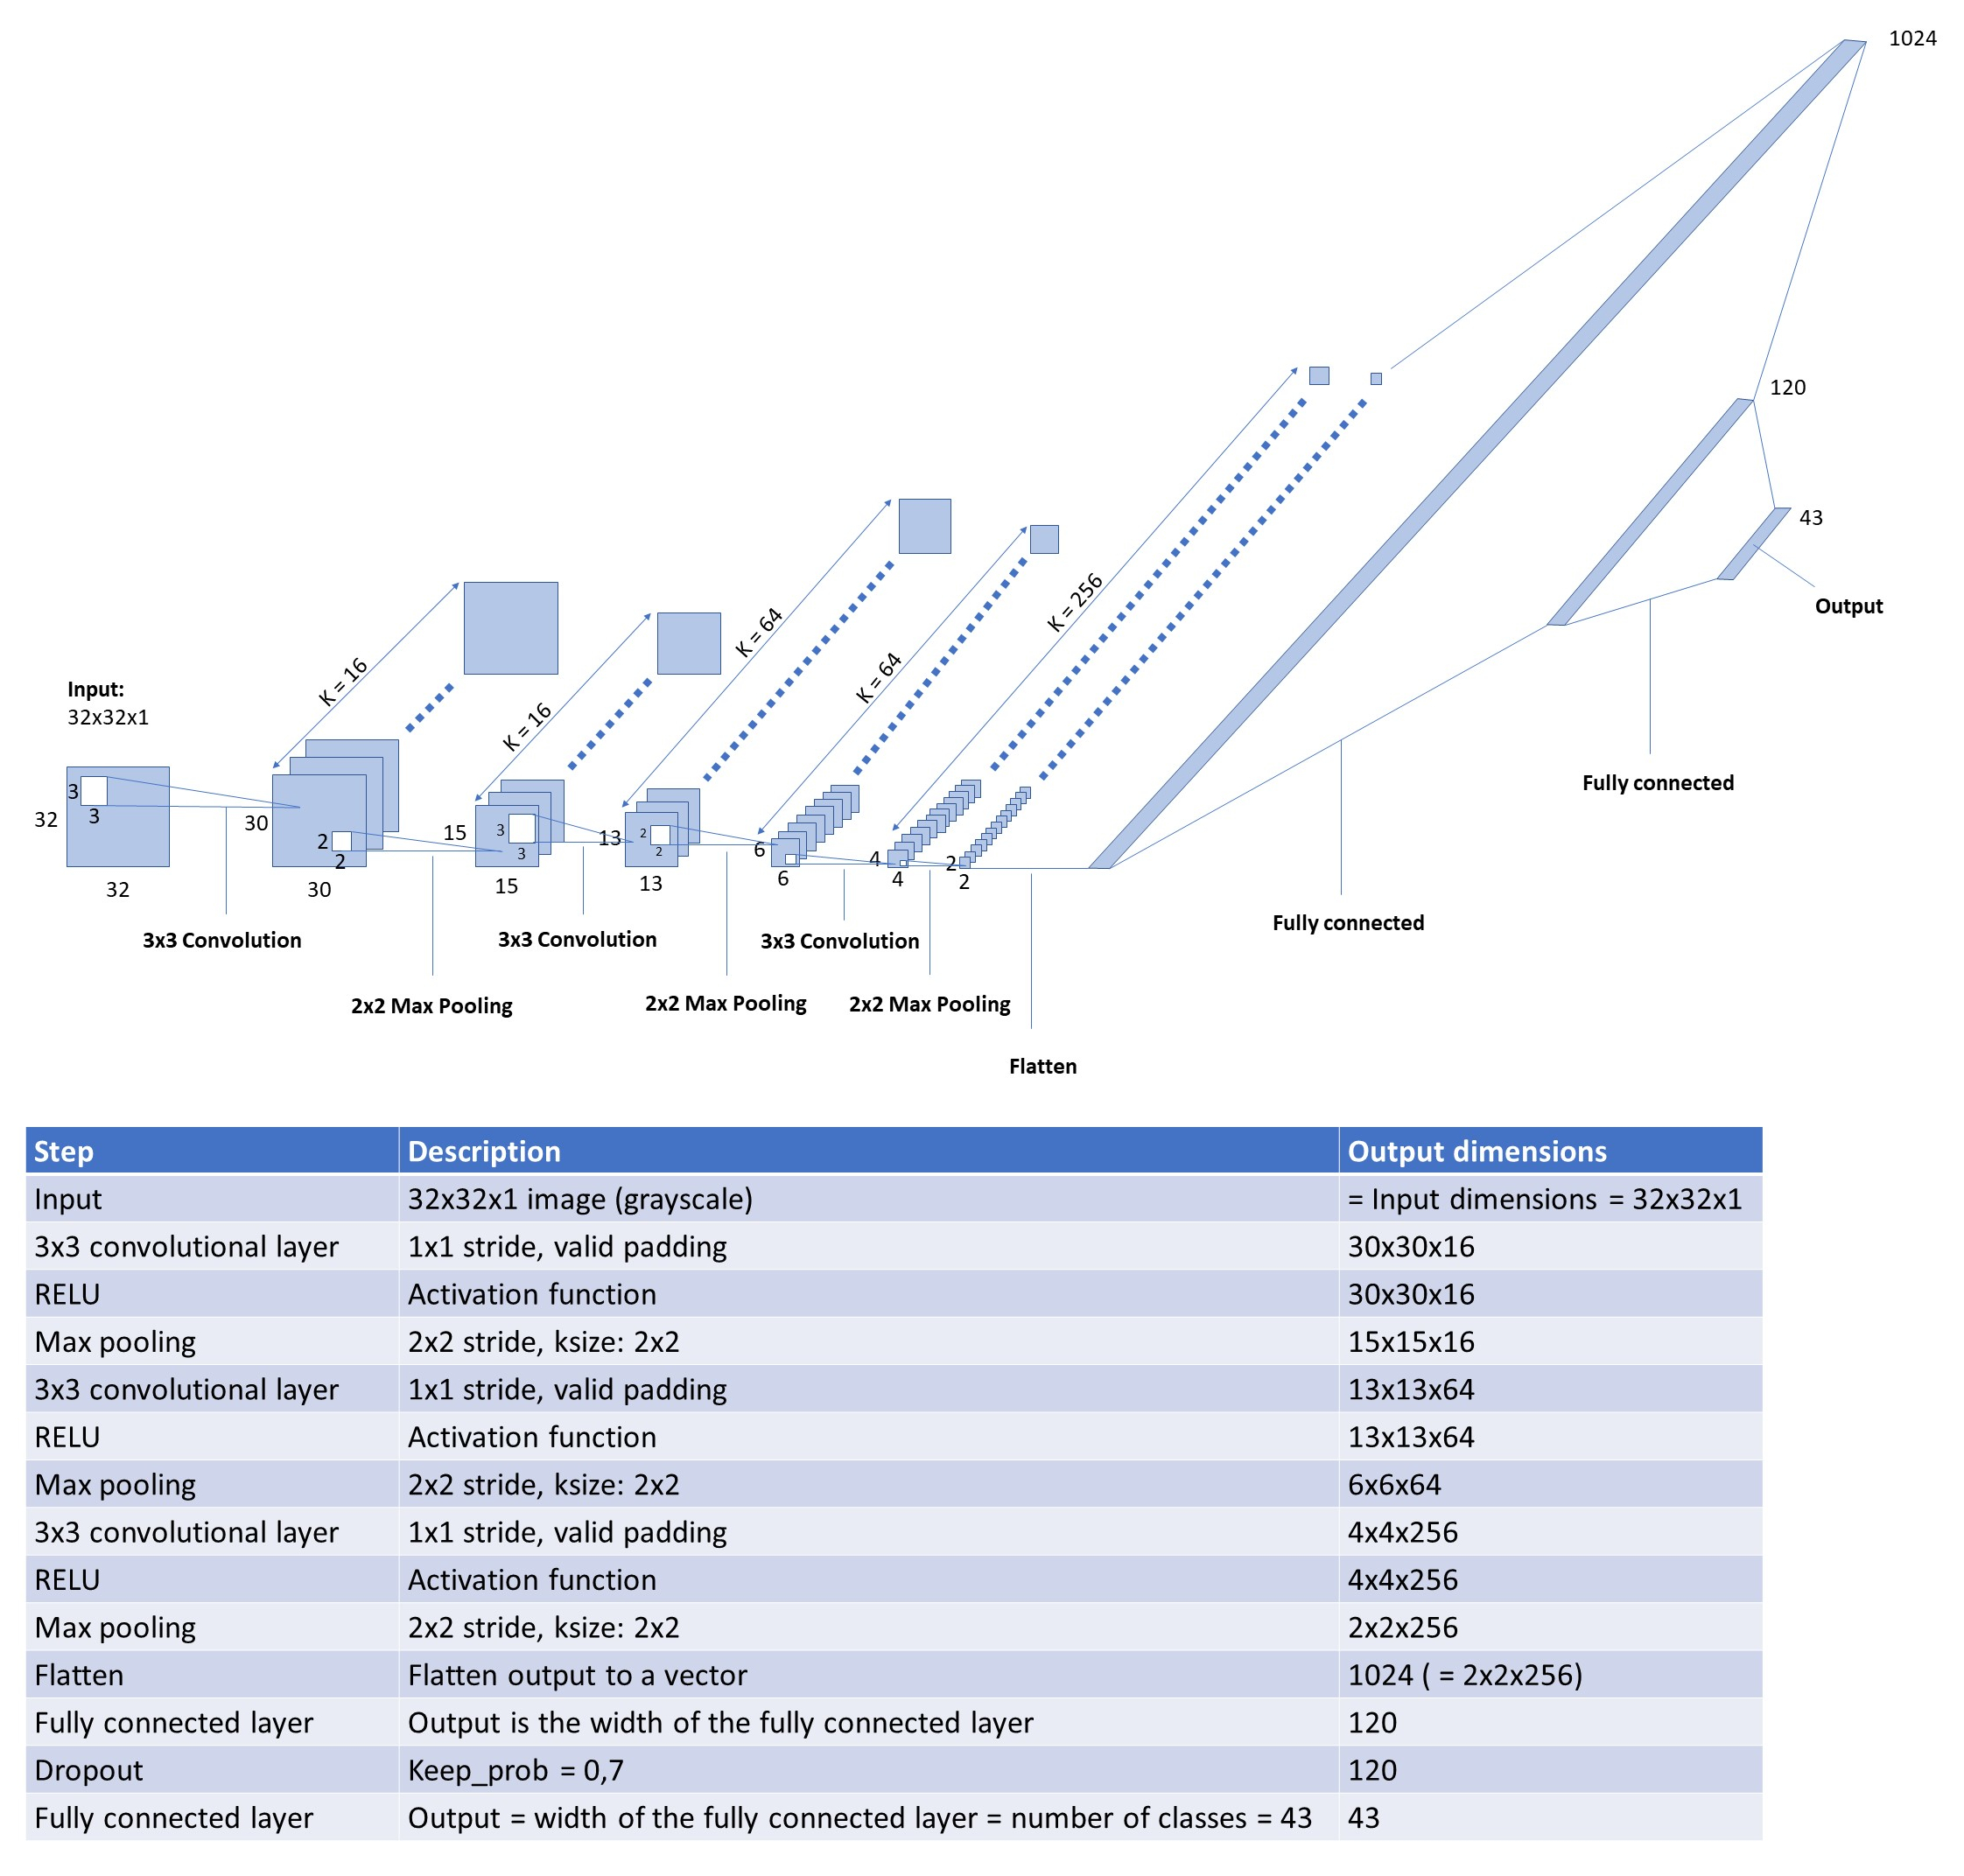 1024
120
43
Output
Fully connected
Fully connected
K = 256
K = 64
K = 64
K = 16
K = 16
Input:
32x32x1
3
3
32
32
30
30
2
2
15
15
3
3
13
13
2
2
6
6
4
4
2
2
3x3 Convolution
3x3 Convolution
3x3 Convolution
2x2 Max Pooling
2x2 Max Pooling
2x2 Max Pooling
Flatten
Step Description Output dimensions
Input 32x32x1 image (grayscale) = Input dimensions = 32x32x1
3x3 convolutional layer 1x1 stride, valid padding 30x30x16
RELU Activation function 30x30x16
Max pooling 2x2 stride, ksize: 2x2 15x15x16
3x3 convolutional layer 1x1 stride, valid padding 13x13x64
RELU Activation function 13x13x64
Max pooling 2x2 stride, ksize: 2x2 6x6x64
3x3 convolutional layer 1x1 stride, valid padding 4x4x256
RELU Activation function 4x4x256
Max pooling 2x2 stride, ksize: 2x2 2x2x256
Flatten Flatten output to a vector 1024 ( = 2x2x256)
Fully connected layer Output is the width of the fully connected layer 120
Dropout Keep_prob = 0,7 120
Fully connected layer Output = width of the fully connected layer = number of classes = 43 43